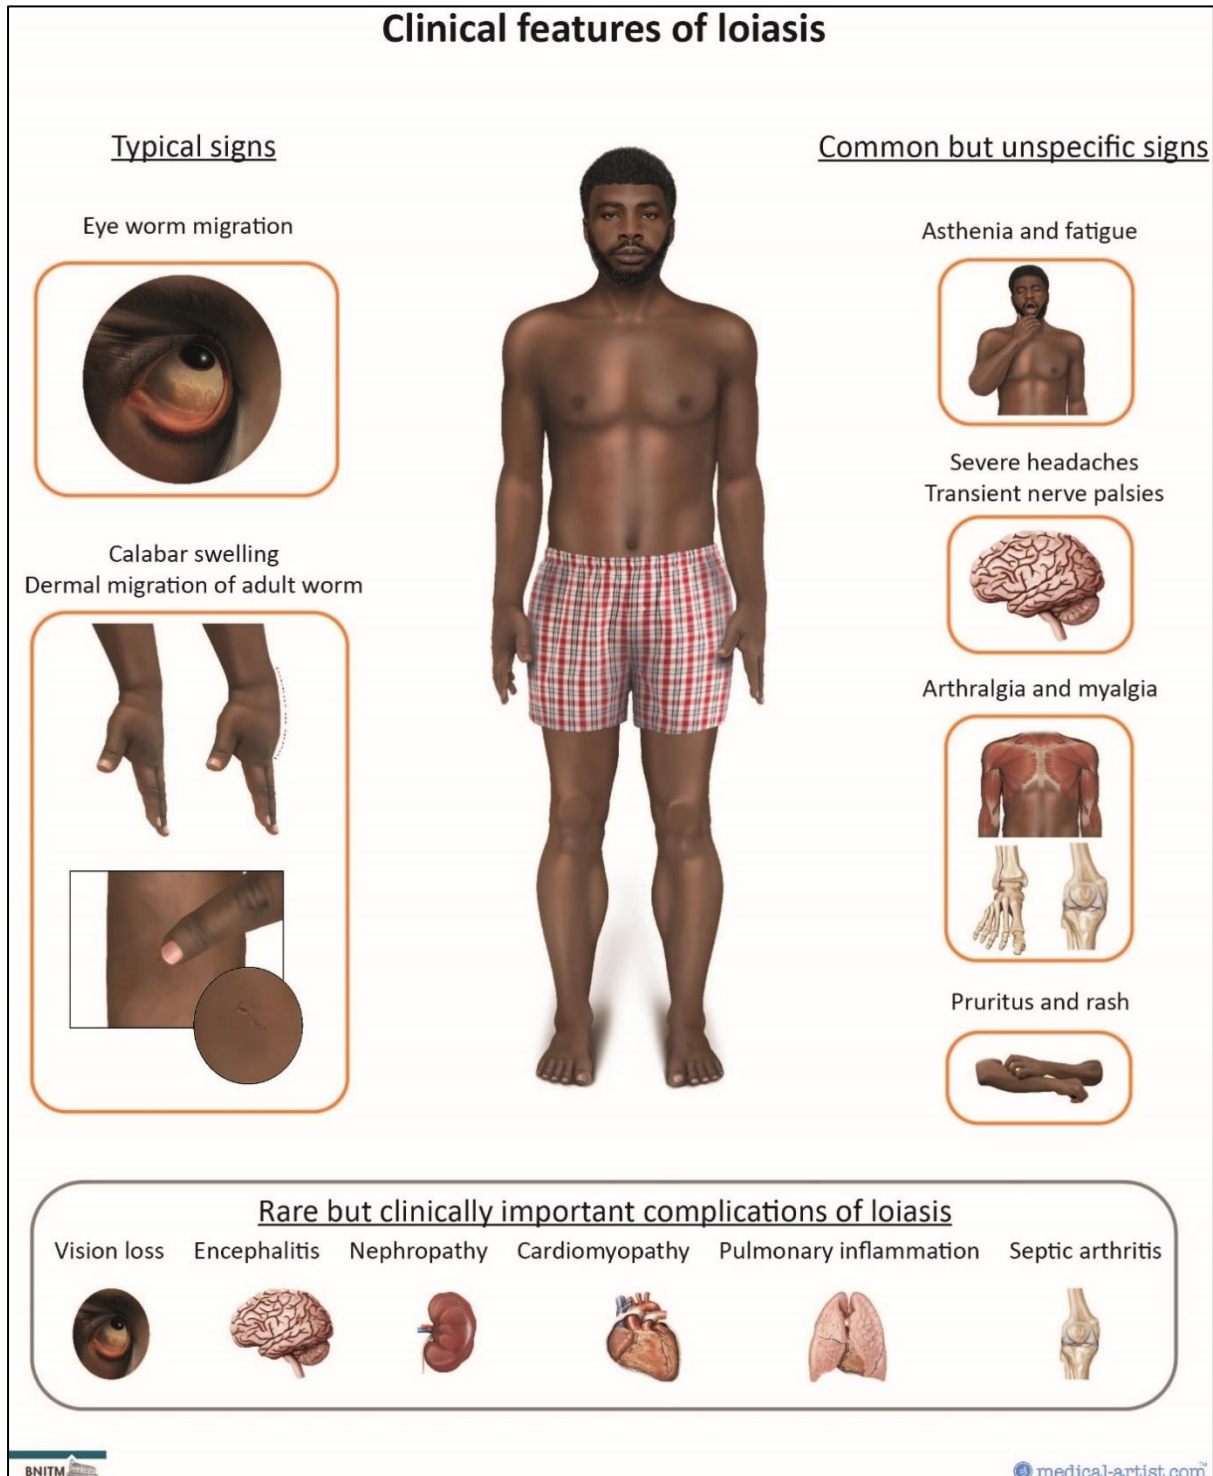 Clinical features of loiasis
Typical signs
Eye worm migration
Calabar swelling
Dermal migration of adult worm
Common but unspecific signs
Asthenia and fatigue
Severe headaches
Transient nerve palsies
Arthralgia and myalgia
Pruritus and rash
Rare but clinically important complications of loiasis
Vision loss
Encephalitis
Nephropathy
Cardiomyopathy
Pulmonary inflammation
Septic arthritis
BNITM
medical-artist.com™